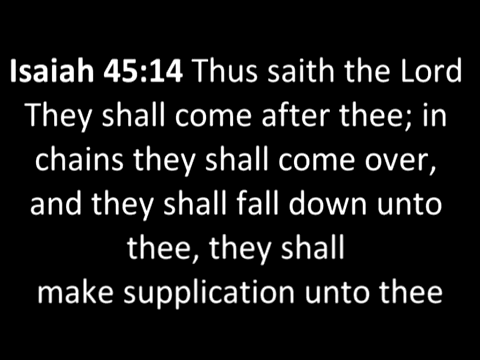 Isaiah 45:14 Thus saith the Lord
They shall come after thee; in
chains they shall come over,
and they shall fall down unto
thee, they shall
make supplication unto thee